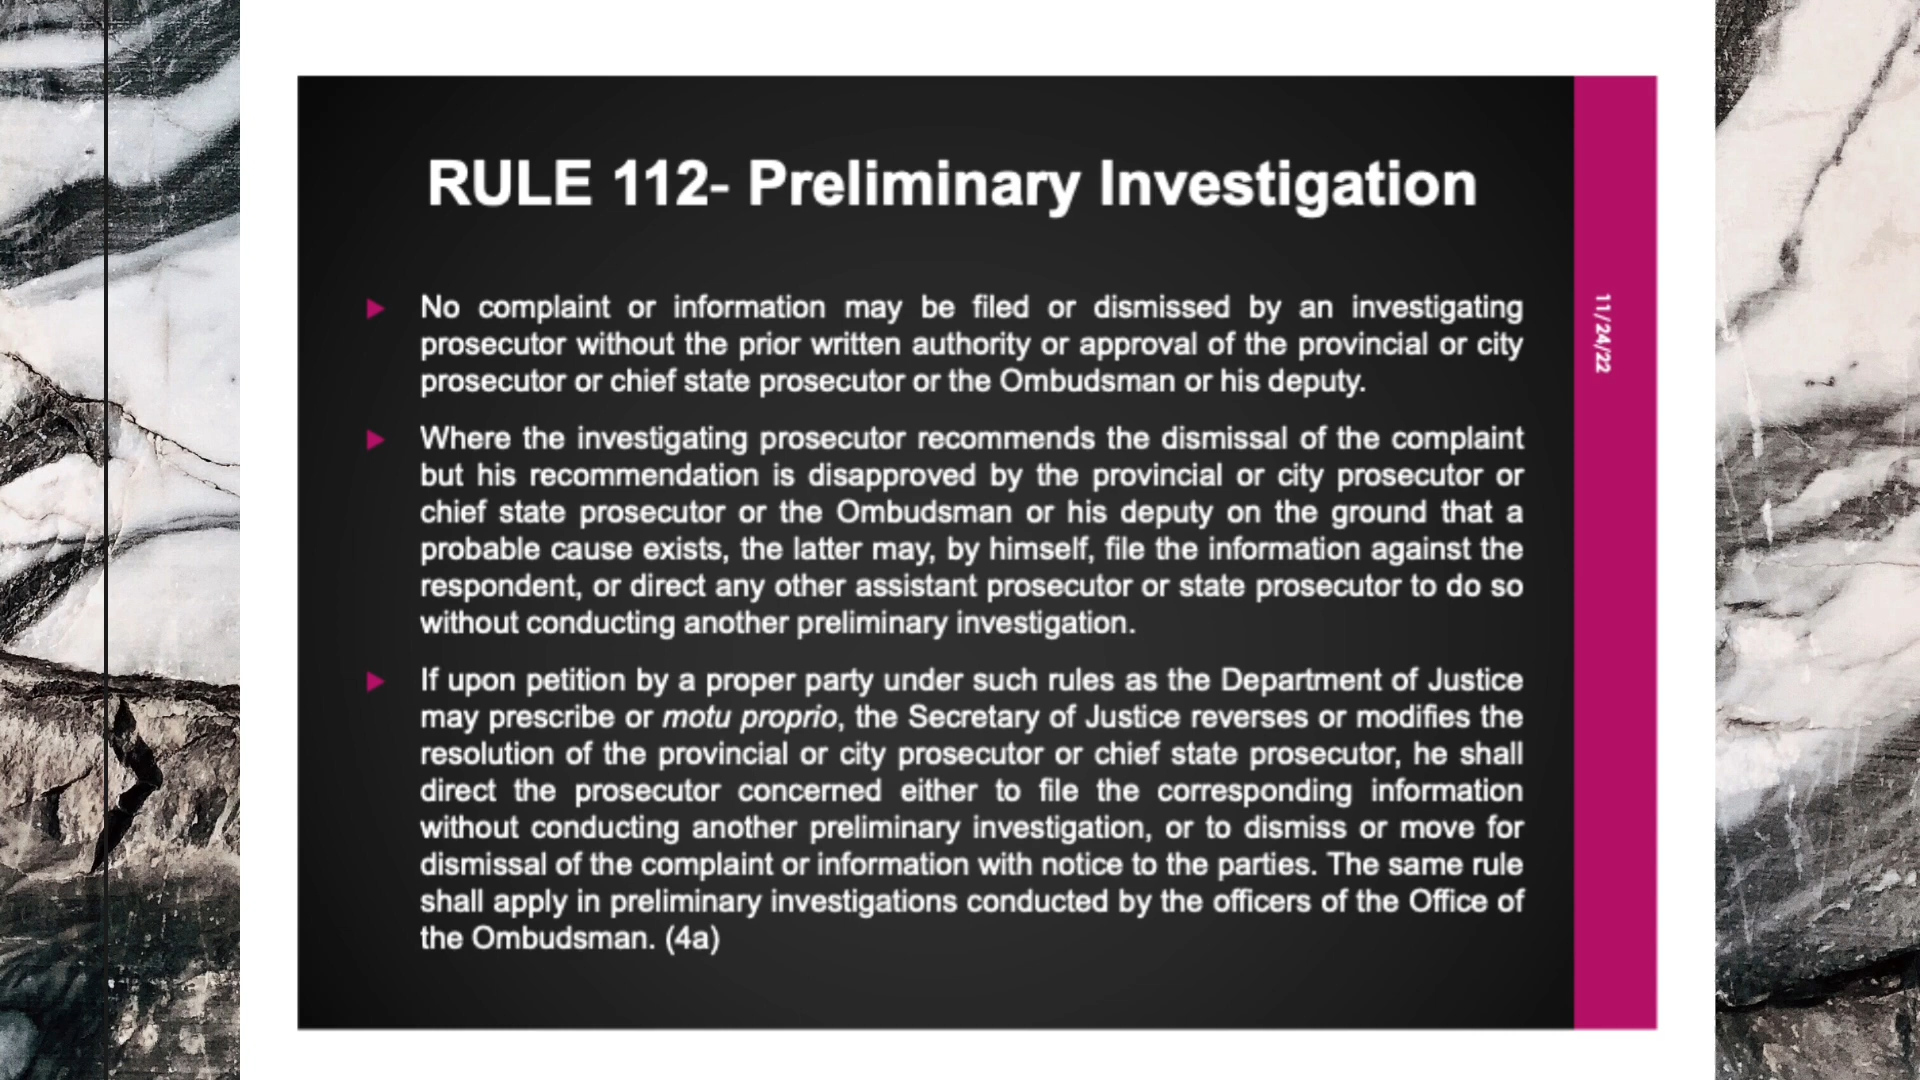 RULE 112- Preliminary Investigation
No complaint or information may be filed or dismissed by an investigating
prosecutor without the prior written authority or approval of the provincial or city
prosecutor or chief state prosecutor or the Ombudsman or his deputy.
Where the investigating prosecutor recommends the dismissal of the complaint
but his recommendation is disapproved by the provincial or city prosecutor or
chief state prosecutor or the Ombudsman or his deputy on the ground that a
probable cause exists, the latter may, by himself, file the information against the
respondent, or direct any other assistant prosecutor or state prosecutor to do so
without conducting another preliminary investigation.
If upon petition by a proper party under such rules as the Department of Justice
may prescribe or motu proprio, the Secretary of Justice reverses or modifies the
resolution of the provincial or city prosecutor or chief state prosecutor, he shall
direct the prosecutor concerned either to file the corresponding information
without conducting another preliminary investigation, or to dismiss or move for
dismissal of the complaint or information with notice to the parties. The same rule
shall apply in preliminary investigations conducted by the officers of the Office of
the Ombudsman. (4a)
11/24/22